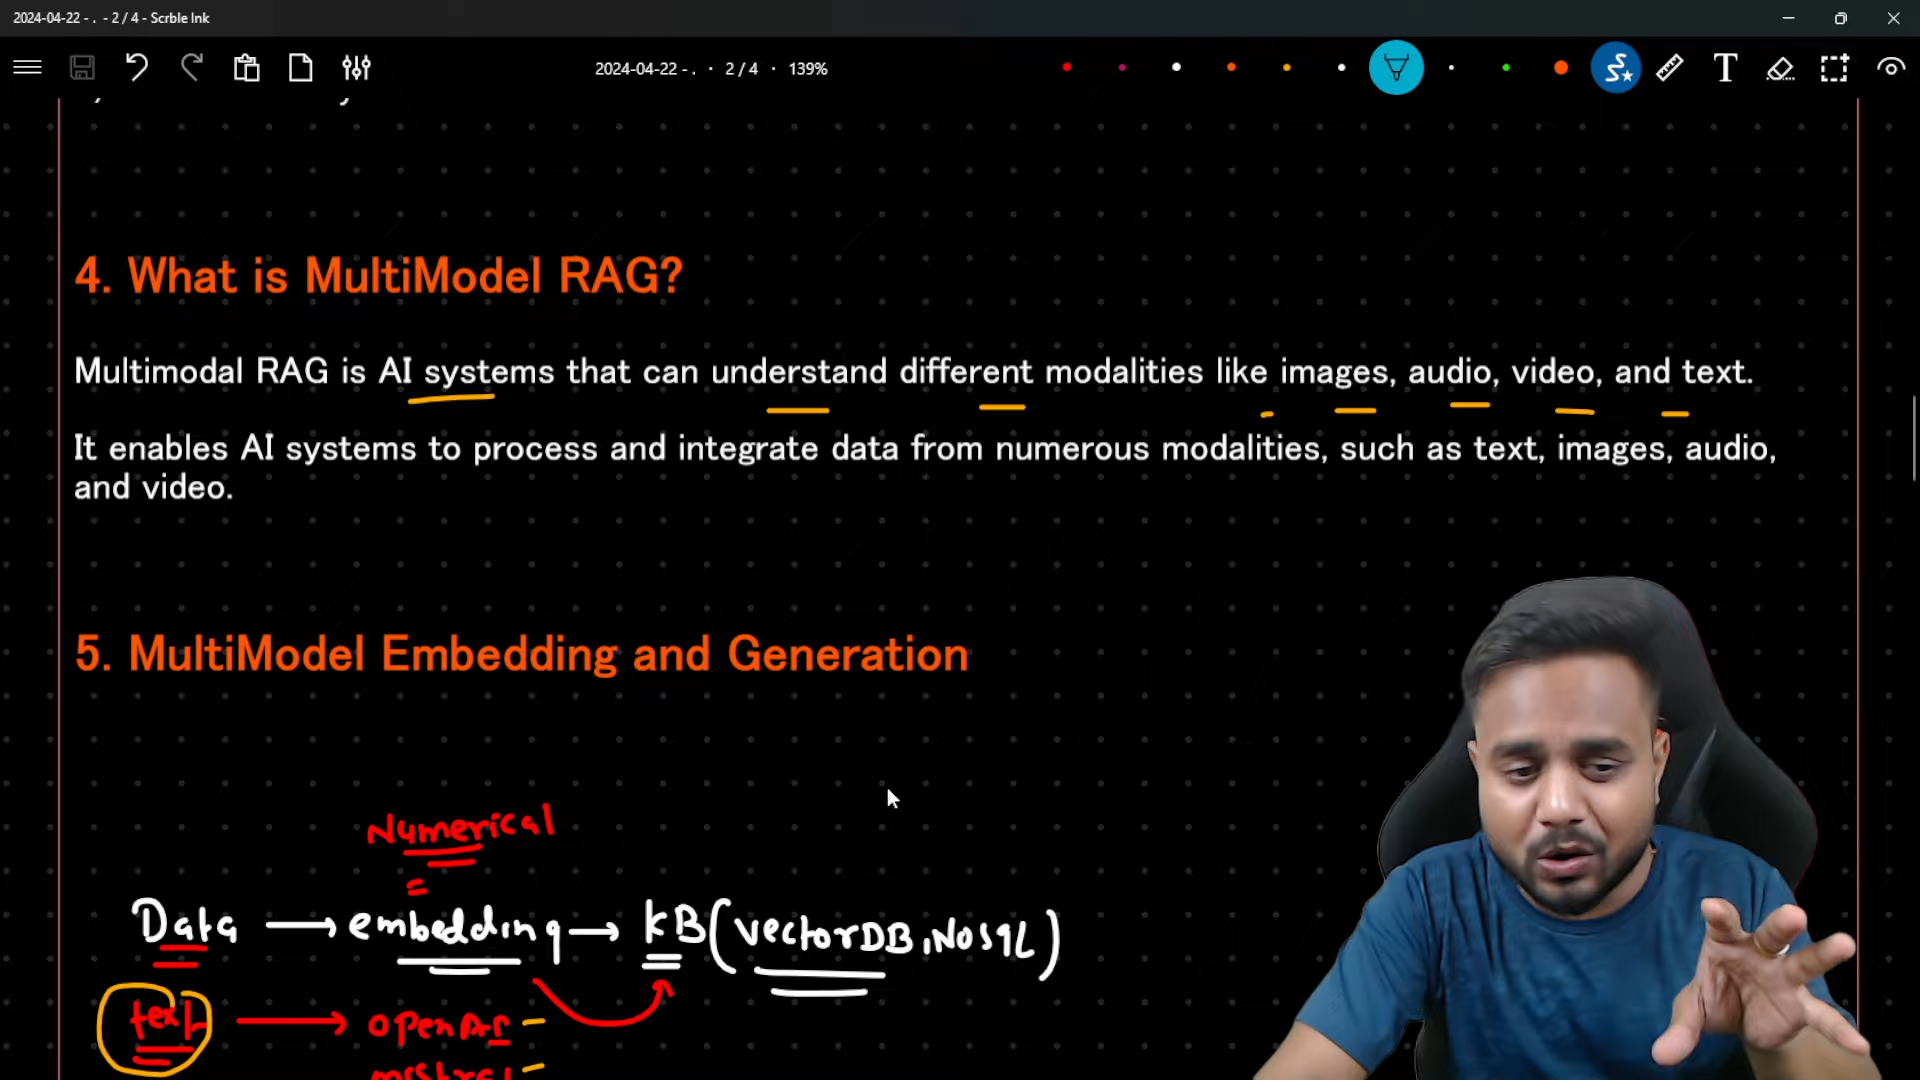 2024-04-22 - . - 2 / 4 - Scrble Ink
2024-04-22 - . · 2 / 4 · 139%
4. What is MultiModel RAG?
Multimodal RAG is AI systems that can understand different modalities like images, audio, video, and text.
It enables AI systems to process and integrate data from numerous modalities, such as text, images, audio,
and video.
5. MultiModel Embedding and Generation
Numerical
Data → embedding → KB (vectorDB, NoSQL)
text → openAI